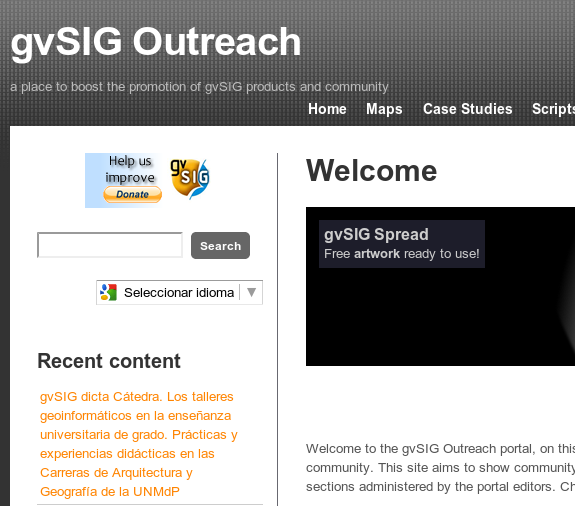 gvSIG Outreach
a place to boost the promotion of gvSIG products and community
Home Maps Case Studies Scripts
Help us
improve
Donate
gv
SIG
Search
Seleccionar idioma
Recent content
gvSIG dicta Cátedra. Los talleres
geoinformáticos en la enseñanza
universitaria de grado. Prácticas y
experiencias didácticas en las
Carreras de Arquitectura y
Geografía de la UNMdP
Welcome
gvSIG Spread
Free artwork ready to use!
Welcome to the gvSIG Outreach portal, on this
community. This site aims to show community
sections administered by the portal editors.